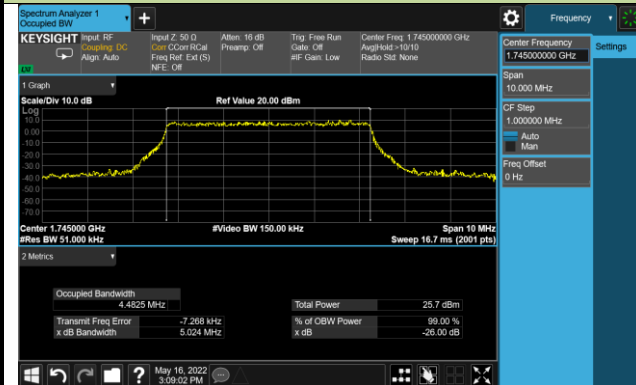 Spectrum Analyzer 1
Occupied BW
+
Frequency
KEYSIGHT
Input: RF
Coupling: DC
Align: Auto
Input Z: 50 Ω
Corr CCorr RCal
Freq Ref: Ext (S)
NFE: Off
Atten: 16 dB
Preamp: Off
Trig: Free Run
Gate: Off
#IF Gain: Low
Center Freq: 1.745000000 GHz
Avg|Hold:>10/10
Radio Std: None
Center Frequency
1.745000000 GHz
Settings
Span
10.000 MHz
CF Step
1.000000 MHz
Auto
Man
Freq Offset
0 Hz
1 Graph
Scale/Div 10.0 dB
Ref Value 20.00 dBm
Log
10.0
0.00
-10.0
-20.0
-30.0
-40.0
-50.0
-60.0
-70.0
Center 1.745000 GHz
#Video BW 150.00 kHz
Span 10 MHz
#Res BW 51.000 kHz
Sweep 16.7 ms (2001 pts)
2 Metrics
Occupied Bandwidth
4.4825 MHz
Total Power
25.7 dBm
Transmit Freq Error
-7.268 kHz
% of OBW Power
99.00 %
x dB Bandwidth
5.024 MHz
x dB
-26.00 dB
?
May 16, 2022
3:09:02 PM